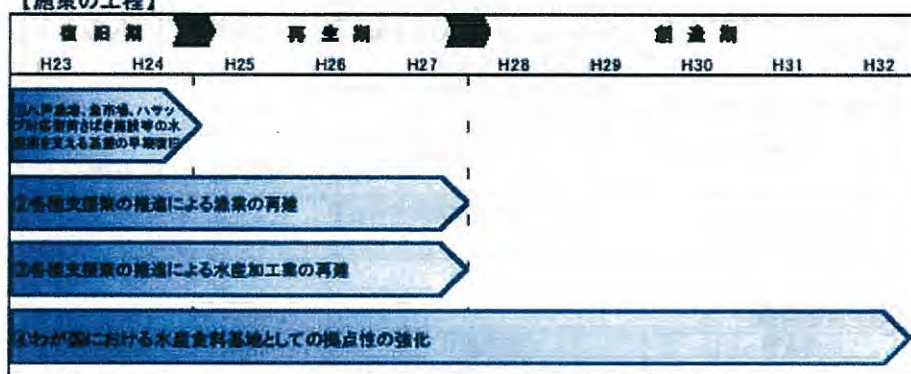 【施策の工程】
復旧期 再生期 創造期
H23 H24 H25 H26 H27 H28 H29 H30 H31 H32
①八戸漁港、魚市場、ハサッ
プ対応型荷さばき施設等の水
産業を支える基盤の早期復旧
②各種支援策の推進による漁業の再建
③各種支援策の推進による水産加工業の再建
④わが国における水産食料基地としての拠点性の強化